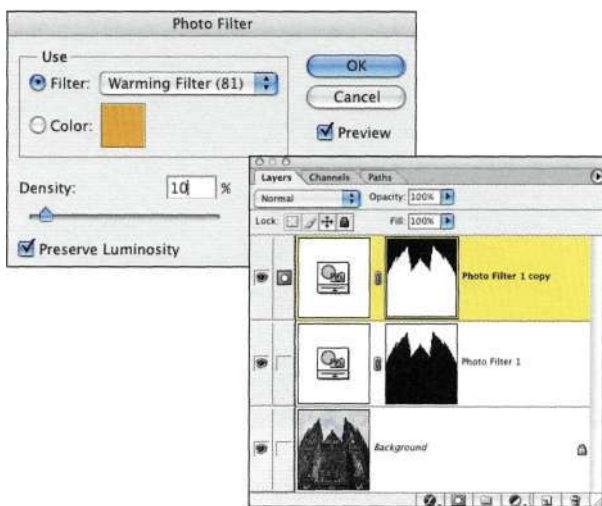 Photo Filter
Use
Filter: Warming Filter (81)
Color:
OK
Cancel
Preview
Density: 10 %
Preserve Luminosity
Layers Channels Paths
Normal Opacity: 100%
Lock: Fill: 100%
Photo Filter 1 copy
Photo Filter 1
Background